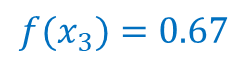 f(x₃) = 0.67